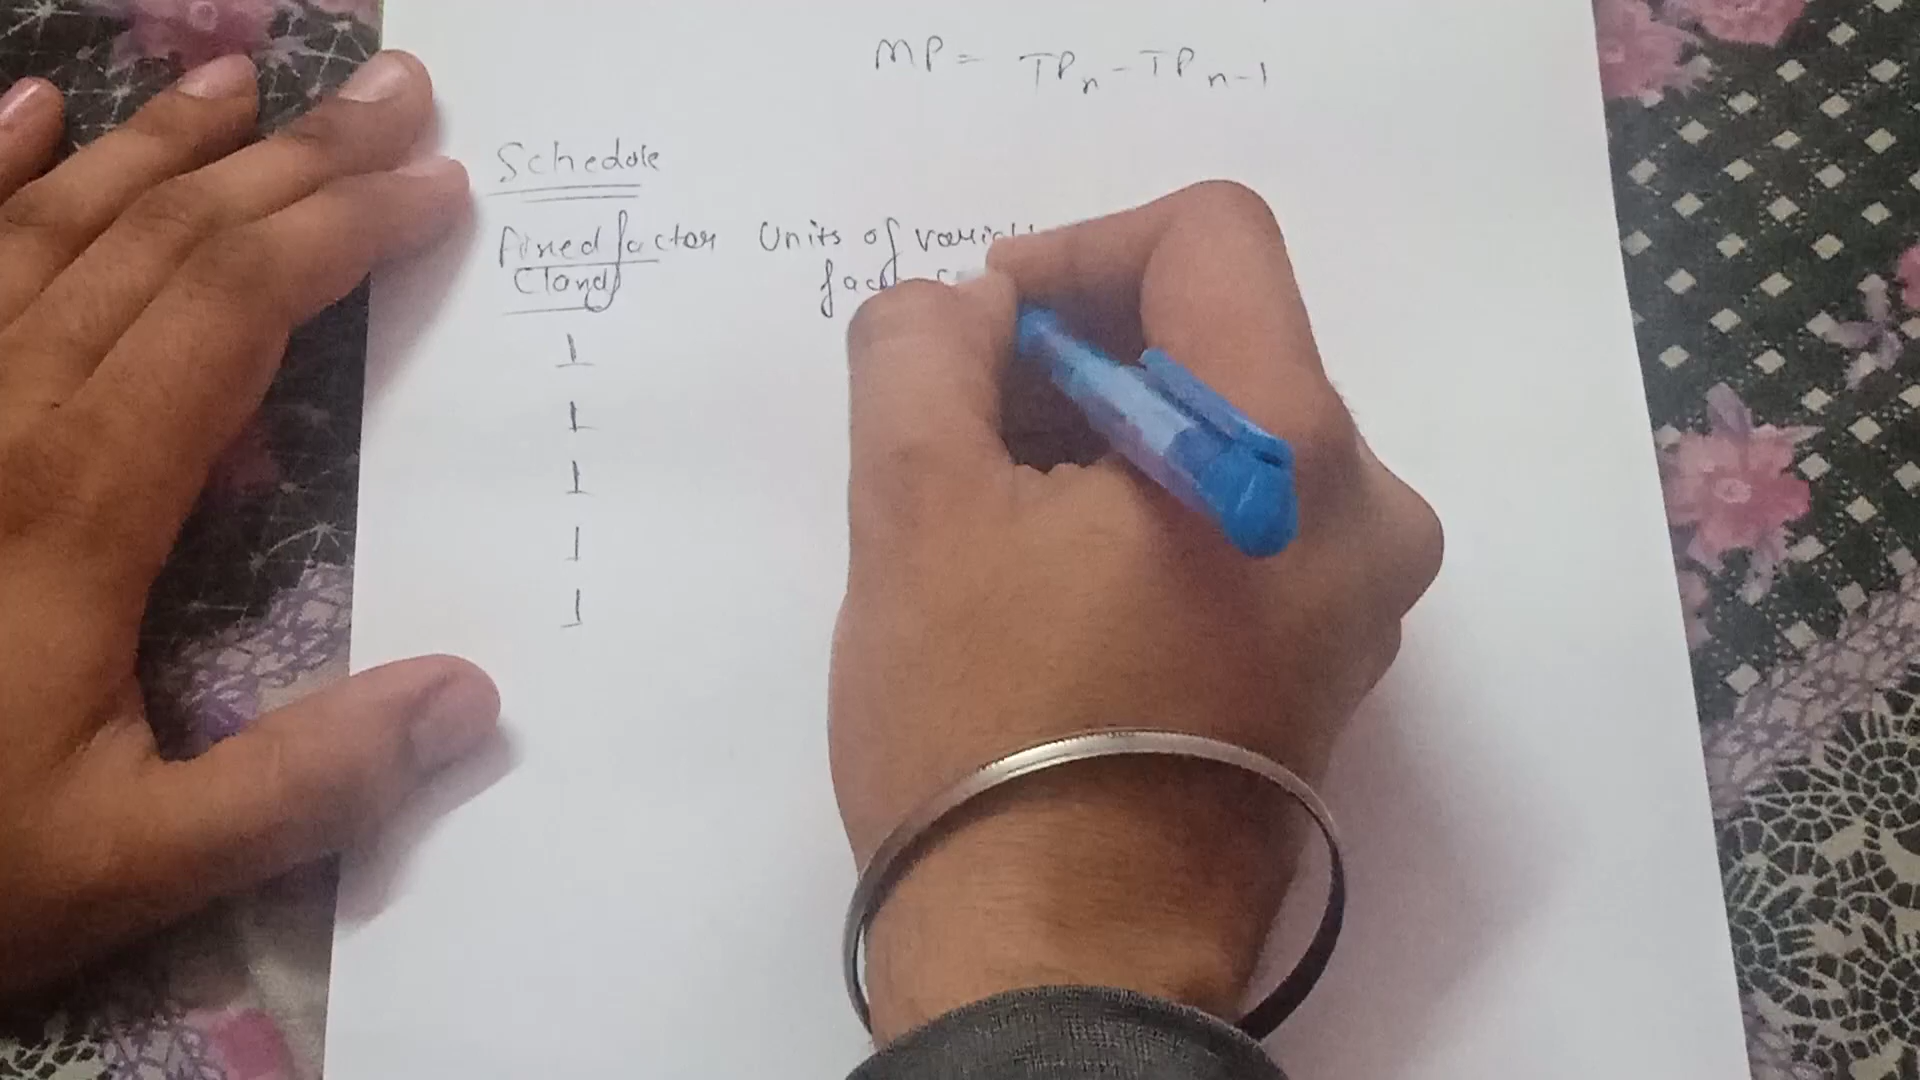 MP = TPn - TPn-1
Schedule
Fixed factor Units of
(land)
1
1
1
1
1